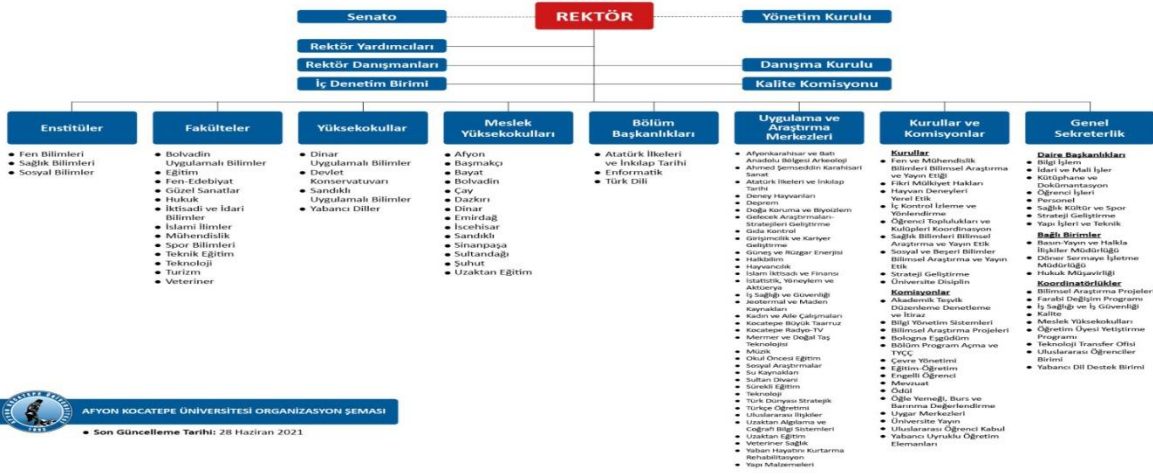 Senato
REKTÖR
Yönetim Kurulu
Rektör Yardımcıları
Rektör Danışmanları
Danışma Kurulu
İç Denetim Birimi
Kalite Komisyonu
Enstitüler
• Fen Bilimleri
• Sağlık Bilimleri
• Sosyal Bilimler
Fakülteler
• Bolvadin
Uygulamalı Bilimler
• Eğitim
• Fen-Edebiyat
• Güzel Sanatlar
• Hukuk
• İktisadi ve İdari
Bilimler
• İslami İlimler
• Mühendislik
• Spor Bilimleri
• Teknik Eğitim
• Teknoloji
• Turizm
• Veteriner
Yüksekokullar
• Dinar
Uygulamalı Bilimler
• Devlet
Konservatuvarı
• Sandıklı
Uygulamalı Bilimler
• Yabancı Diller
Meslek
Yüksekokulları
• Afyon
• Başmakçı
• Bayat
• Bolvadin
• Çay
• Dazkırı
• Dinar
• Emirdağ
• İscehisar
• Sandıklı
• Sinanpaşa
• Sultandağı
• Şuhut
• Uzaktan Eğitim
Bölüm
Başkanlıkları
• Atatürk İlkeleri
ve İnkılap Tarihi
• Enformatik
• Türk Dili
Uygulama ve
Araştırma
Merkezleri
• Afyonkarahisar ve Batı
Anadolu Bölgesi Arkeoloji
• Ahmed Şemseddin Karahisari
Sanat
• Atatürk İlkeleri ve İnkılap
Tarihi
• Deney Hayvanları
• Deprem
• Doğa Koruma ve Biyoizlem
• Gelecek Araştırmaları-
Stratejileri Geliştirme
• Gıda Kontrol
• Girişimcilik ve Kariyer
Geliştirme
• Güneş ve Rüzgar Enerjisi
• Halkbilim
• Hayvancılık
• İslam İktisadı ve Finansı
• İstatistik, Yöneylem ve
Aktüerya
• İş Sağlığı ve Güvenliği
• Jeotermal ve Maden
Kaynakları
• Kadın ve Aile Çalışmaları
• Kocatepe Büyük Taarruz
• Kocatepe Radyo-TV
• Mermer ve Doğal Taş
Teknolojisi
• Müzik
• Okul Öncesi Eğitim
• Sosyal Araştırmalar
• Su Kaynakları
• Sultan Divani
• Sürekli Eğitim
• Teknoloji
• Türk Dünyası Stratejik
• Türkçe Öğretimi
• Uluslararası İlişkiler
• Uzaktan Algılama ve
Coğrafi Bilgi Sistemleri
• Uzaktan Eğitim
• Veteriner Sağlık
• Yaban Hayatını Kurtarma
Rehabilitasyon
• Yapı Malzemeleri
Kurullar ve
Komisyonlar
Kurullar
• Fen ve Mühendislik
Bilimleri Bilimsel Araştırma
ve Yayın Etiği
• Fikri Mülkiyet Hakları
• Hayvan Deneyleri
Yerel Etik
• İç Kontrol İzleme ve
Yönlendirme
• Öğrenci Toplulukları ve
Kulüpleri Koordinasyon
• Sağlık Bilimleri Bilimsel
Araştırma ve Yayın Etik
• Sosyal ve Beşeri Bilimler
Bilimsel Araştırma ve Yayın
Etik
• Strateji Geliştirme
• Üniversite Disiplin
Komisyonlar
• Akademik Teşvik
Düzenleme Denetleme
ve İtiraz
• Bilgi Yönetim Sistemleri
• Bilimsel Araştırma Projeleri
• Bologna Eşgüdüm
• Bölüm Program Açma ve
TYÇÇ
• Çevre Yönetimi
• Eğitim-Öğretim
• Engelli Öğrenci
• Mevzuat
• Ödül
• Öğle Yemeği, Burs ve
Barınma Değerlendirme
• Uygar Merkezleri
• Üniversite Yayın
• Uluslararası Öğrenci Kabul
• Yabancı Uyruklu Öğretim
Elemanları
Genel
Sekreterlik
Daire Başkanlıkları
• Bilgi İşlem
• İdari ve Mali İşler
• Kütüphane ve
Dokümantasyon
• Öğrenci İşleri
• Personel
• Sağlık Kültür ve Spor
• Strateji Geliştirme
• Yapı İşleri ve Teknik
Bağlı Birimler
• Basın-Yayın ve Halkla
İlişkiler Müdürlüğü
• Döner Sermaye İşletme
Müdürlüğü
• Hukuk Müşavirliği
Koordinatörlükler
• Bilimsel Araştırma Projeleri
• Farabi Değişim Programı
• İş Sağlığı ve İş Güvenliği
• Kalite
• Meslek Yüksekokulları
• Öğretim Üyesi Yetiştirme
Programı
• Teknoloji Transfer Ofisi
• Uluslararası Öğrenciler
Birimi
• Yabancı Dil Destek Birimi
AFYON KOCATEPE ÜNİVERSİTESİ
1992
AFYON KOCATEPE ÜNİVERSİTESİ ORGANİZASYON ŞEMASI
• Son Güncelleme Tarihi: 28 Haziran 2021